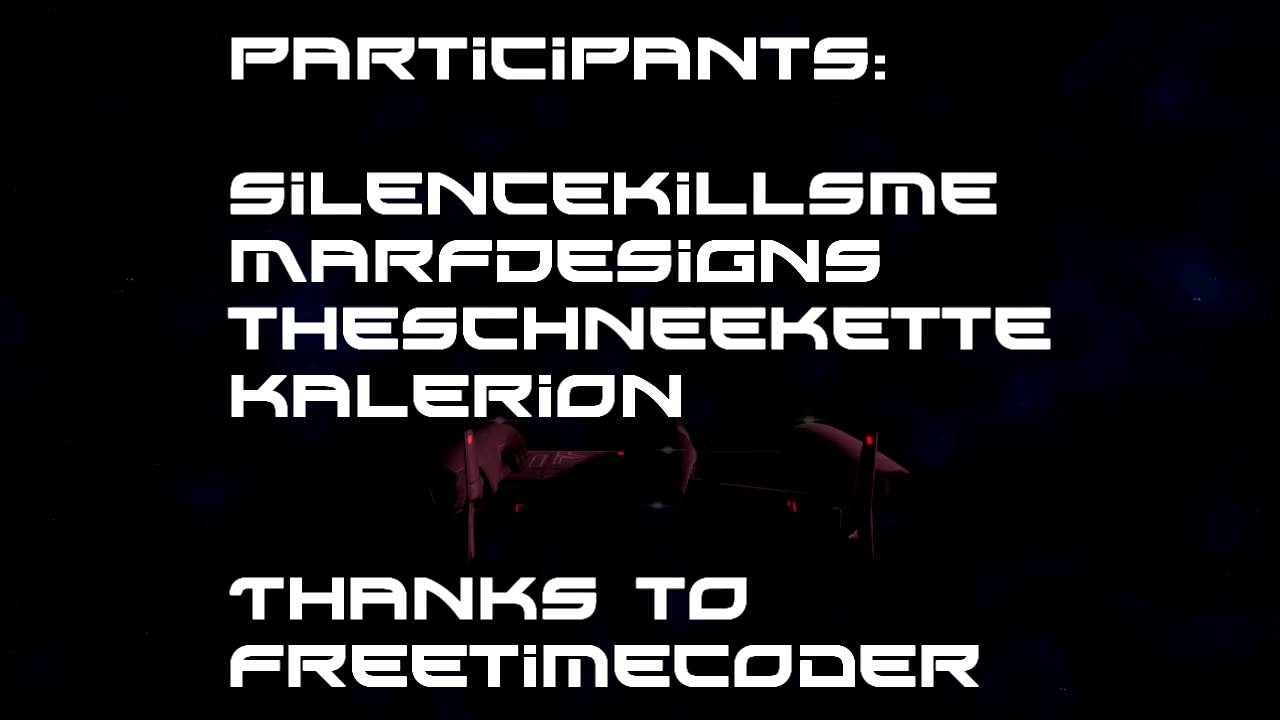 PARTiCiPANTS:
SiLENCEKiLLSME
MARFDESiGNS
THESCHNEEKETTE
KALERiON
THANKS TO
FREETiMECODER